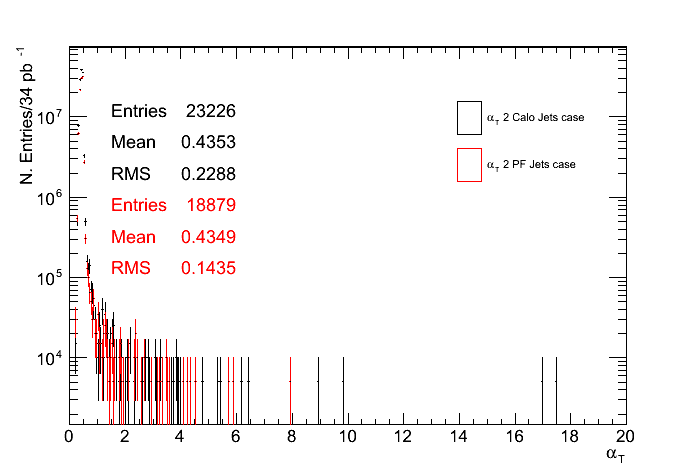 N. Entries/34 pb⁻¹
10⁷
10⁶
10⁵
10⁴
Entries 23226
Mean 0.4353
RMS 0.2288
Entries 18879
Mean 0.4349
RMS 0.1435
α_T 2 Calo Jets case
α_T 2 PF Jets case
0 2 4 6 8 10 12 14 16 18 20
α_T